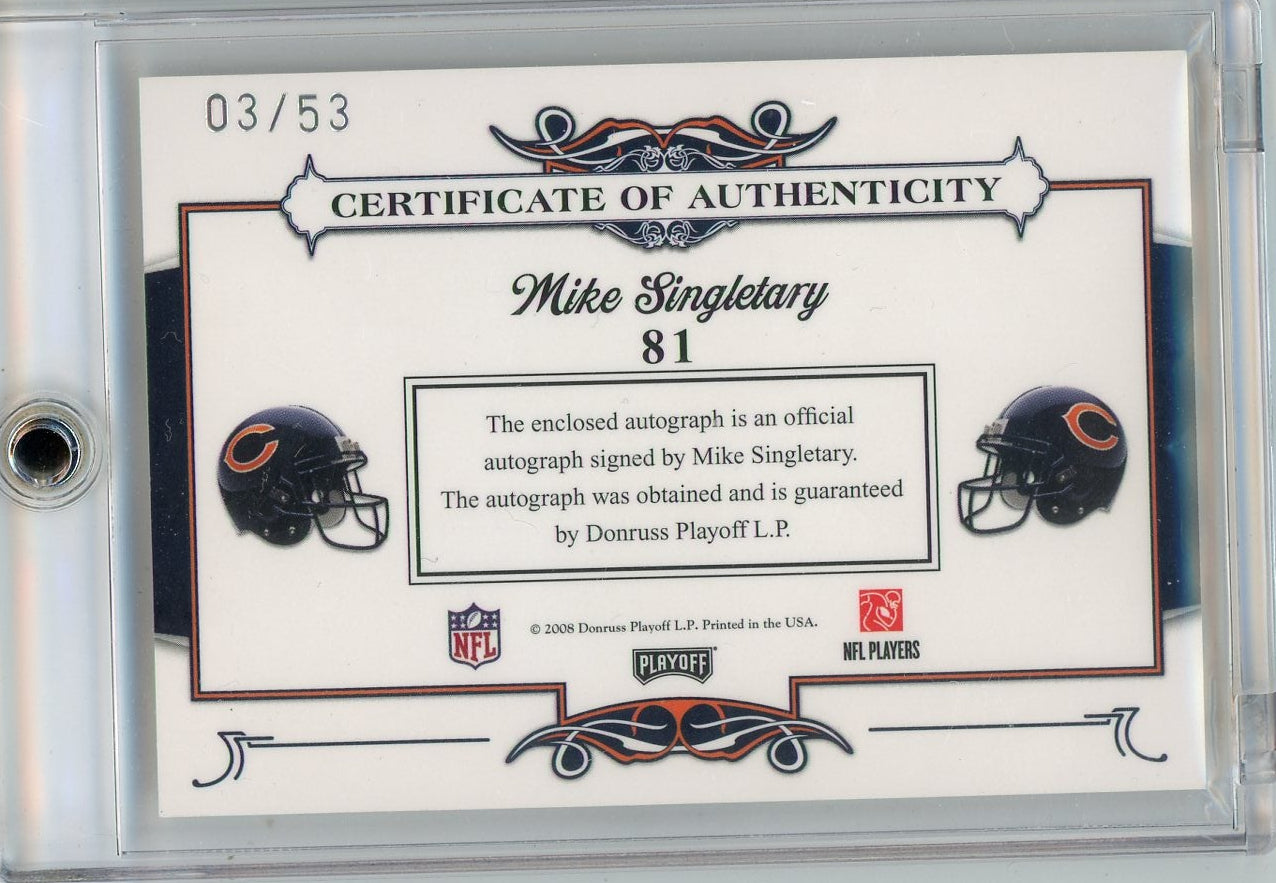 03/53
CERTIFICATE OF AUTHENTICITY
Mike Singletary
81
The enclosed autograph is an official
autograph signed by Mike Singletary.
The autograph was obtained and is guaranteed
by Donruss Playoff L.P.
NFL
© 2008 Donruss Playoff L.P. Printed in the USA.
PLAYOFF
NFL PLAYERS